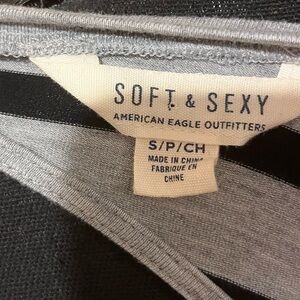 SOFT & SEXY
AMERICAN EAGLE OUTFITTERS
S/P/CH
MADE IN CHINA
FABRIQUÉ EN
CHINE